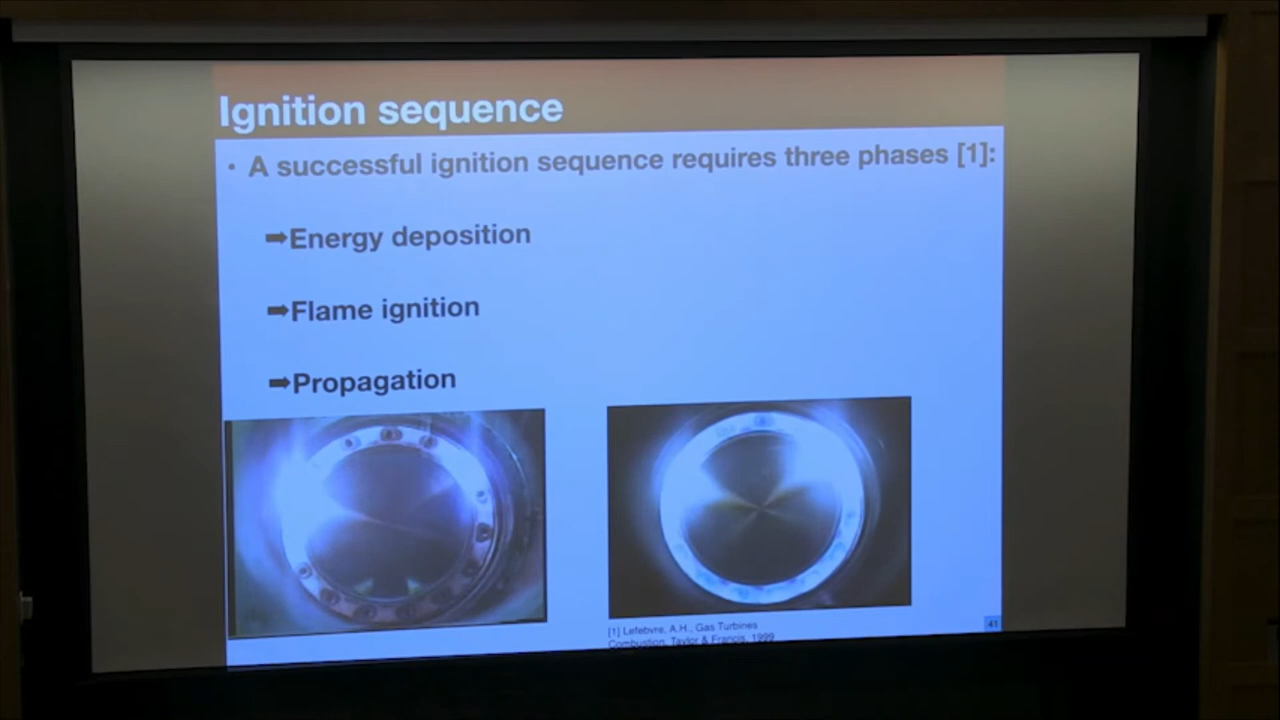 Ignition sequence
• A successful ignition sequence requires three phases [1]:
➡Energy deposition
➡Flame ignition
➡Propagation
[1] Lefebvre, A.H., Gas Turbines
Combustion, Taylor & Francis, 1999
41